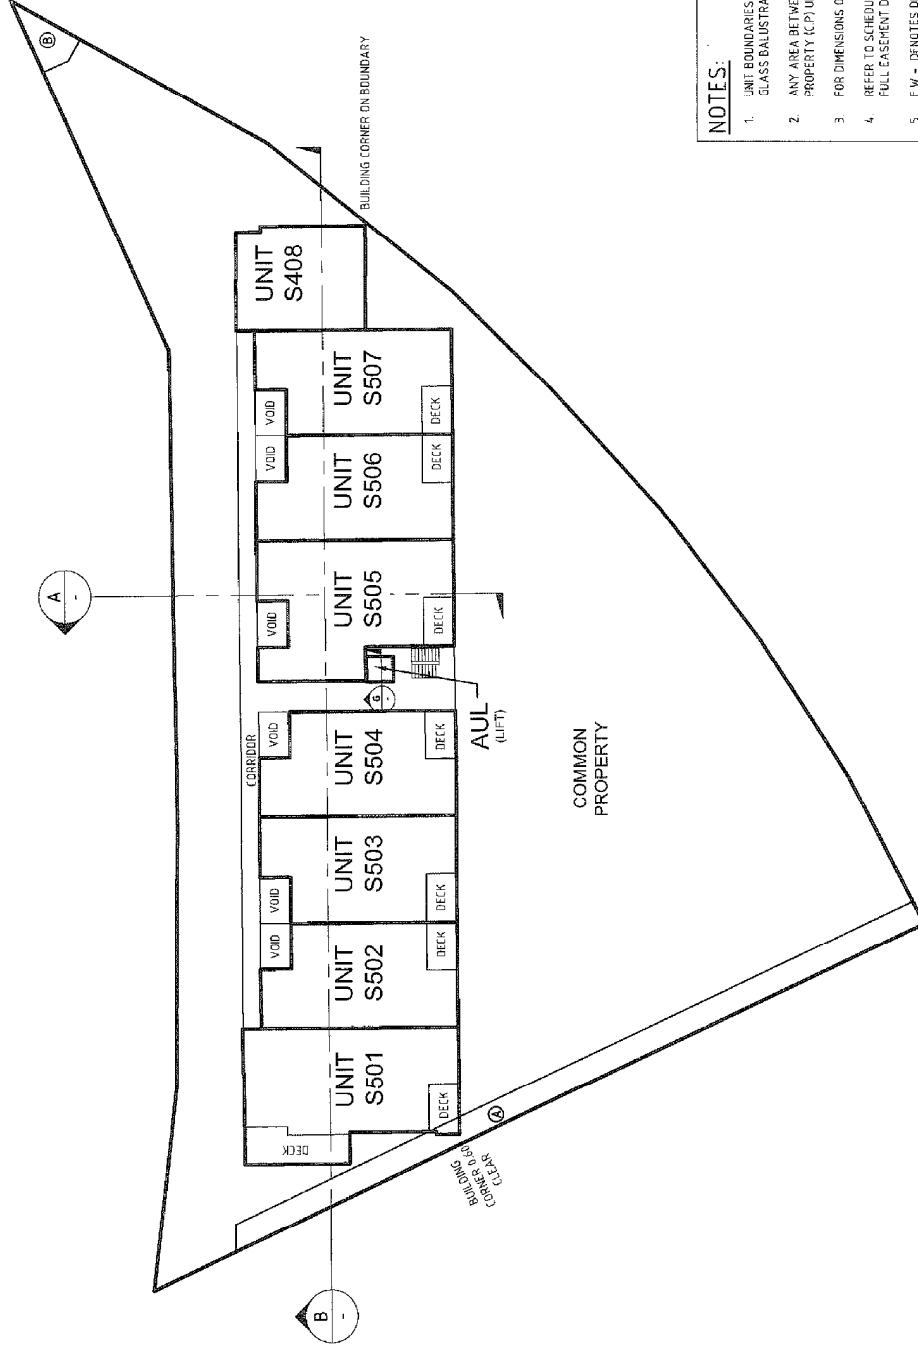 B
BUILDING CORNER ON BOUNDARY
UNIT
S408
UNIT
S507
VOID
DECK
UNIT
S506
VOID
DECK
A
-
UNIT
S505
VOID
DECK
6
-
AUL
(LIFT)
CORRIDOR
UNIT
S504
VOID
DECK
COMMON
PROPERTY
UNIT
S503
VOID
DECK
UNIT
S502
VOID
DECK
UNIT
S501
DECK
DECK
A
BUILDING
CORNER 0.60
CLEAR
B
-
NOTES:
1. UNIT BOUNDARIES
GLASS BALUSTRA
2. ANY AREA BETWE
PROPERTY (C.P) U
3. FOR DIMENSIONS O
4. REFER TO SCHEDU
FULL EASEMENT D
5. F.W - DENOTES